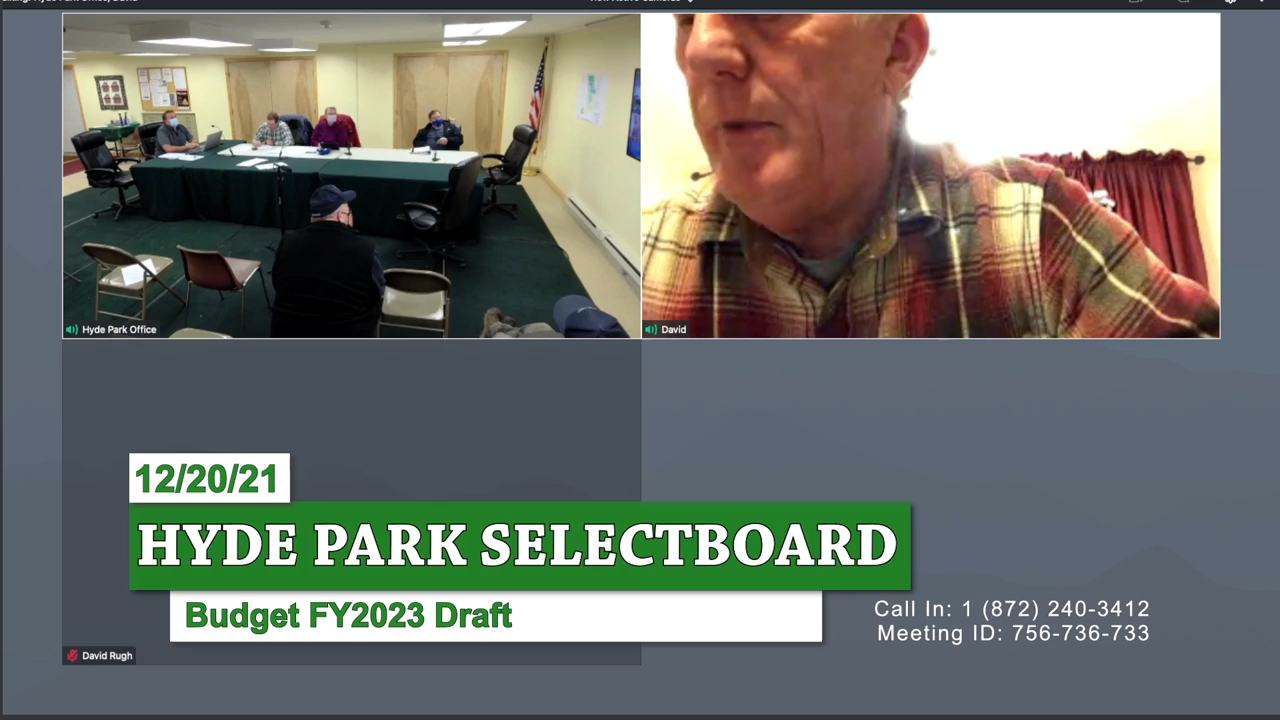 Hyde Park Office
David
12/20/21
HYDE PARK SELECTBOARD
Budget FY2023 Draft
Call In: 1 (872) 240-3412
Meeting ID: 756-736-733
David Rugh